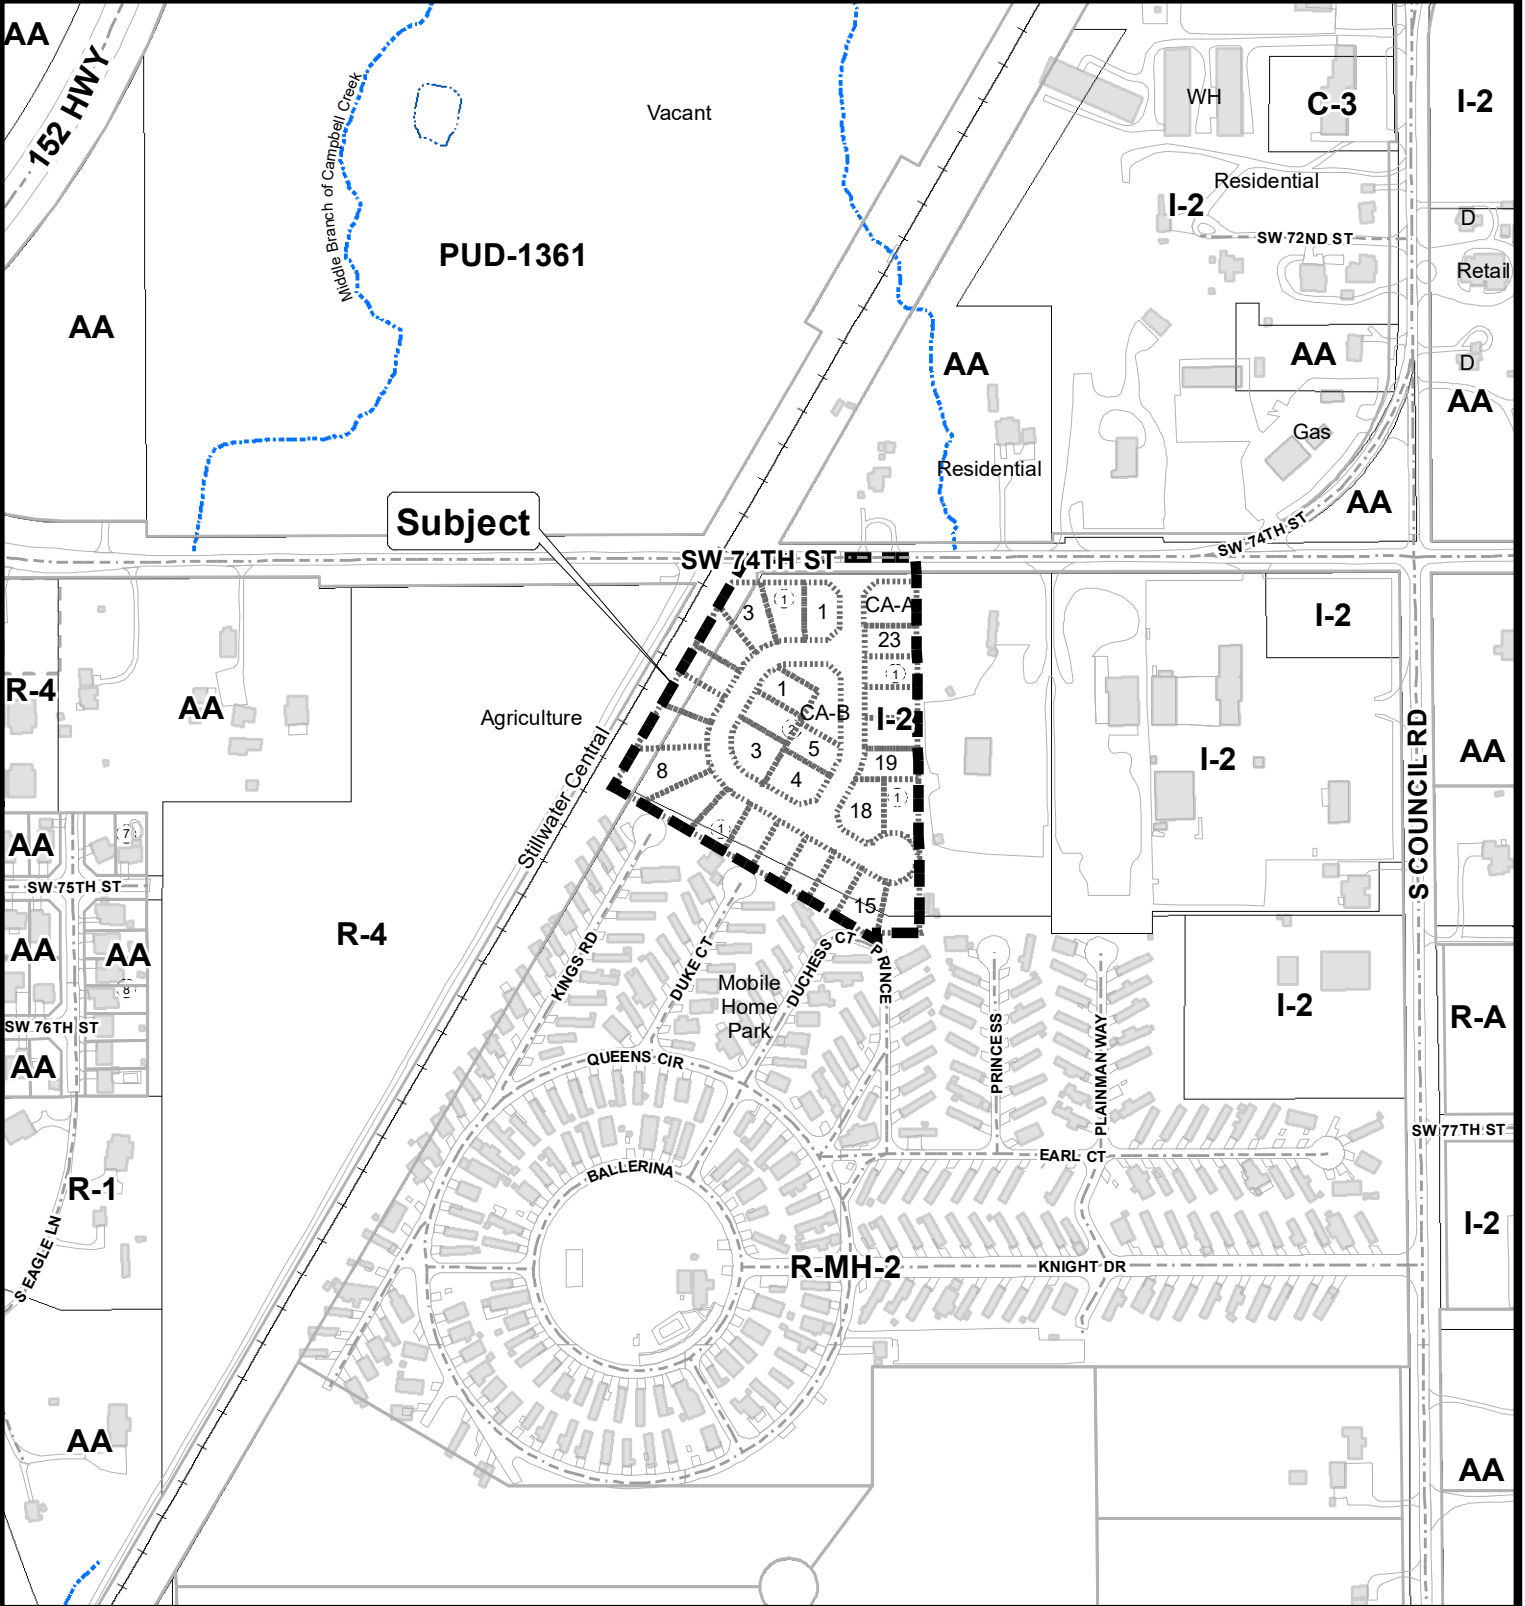 AA
152 HWY
Middle Branch of Campbell Creek
Vacant
PUD-1361
AA
WH
C-3
I-2
Residential
I-2
SW 72ND ST
D
Retail
AA
D
AA
AA
Residential
Gas
AA
SW 74TH ST
Subject
SW 74TH ST
3
1
1
CA-A
23
1
I-2
R-4
AA
Agriculture
1
CA-B
2
I-2
3
5
4
19
8
18
1
1
15
Stillwater Central
I-2
S COUNCIL RD
AA
AA
7
SW 75TH ST
AA
AA
8
SW 76TH ST
AA
R-4
KINGS RD
DUKE CT
DUCHESS CT
PRINCE
Mobile
Home
Park
PRINCESS
PLAINMAN WAY
I-2
R-A
QUEENS CIR
BALLERINA
EARL CT
SW 77TH ST
R-1
S EAGLE LN
I-2
R-MH-2
KNIGHT DR
AA
AA